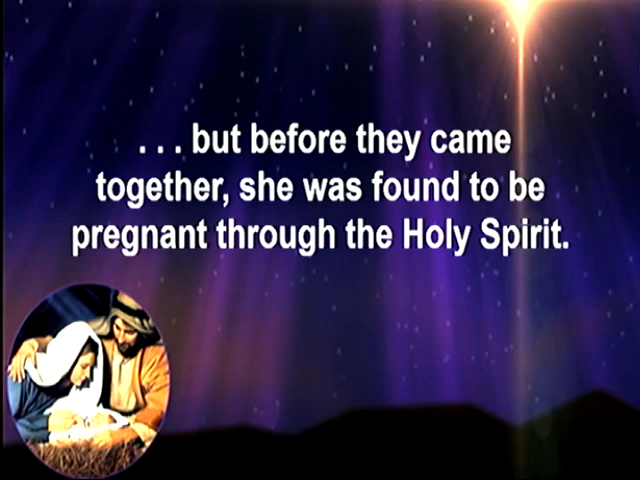 . . . but before they came
together, she was found to be
pregnant through the Holy Spirit.